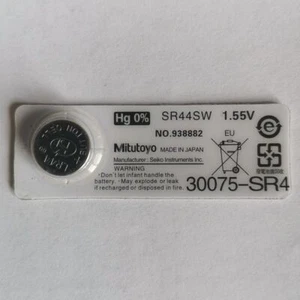 Hg 0% SR44SW 1.55V
NO.938882 EU
Mitutoyo MADE IN JAPAN
Manufacturer : Seiko Instruments Inc.
Warning
・Don't let infant handle the
battery. ・May explode or leak
if recharged or disposed in fire.
30075-SR4